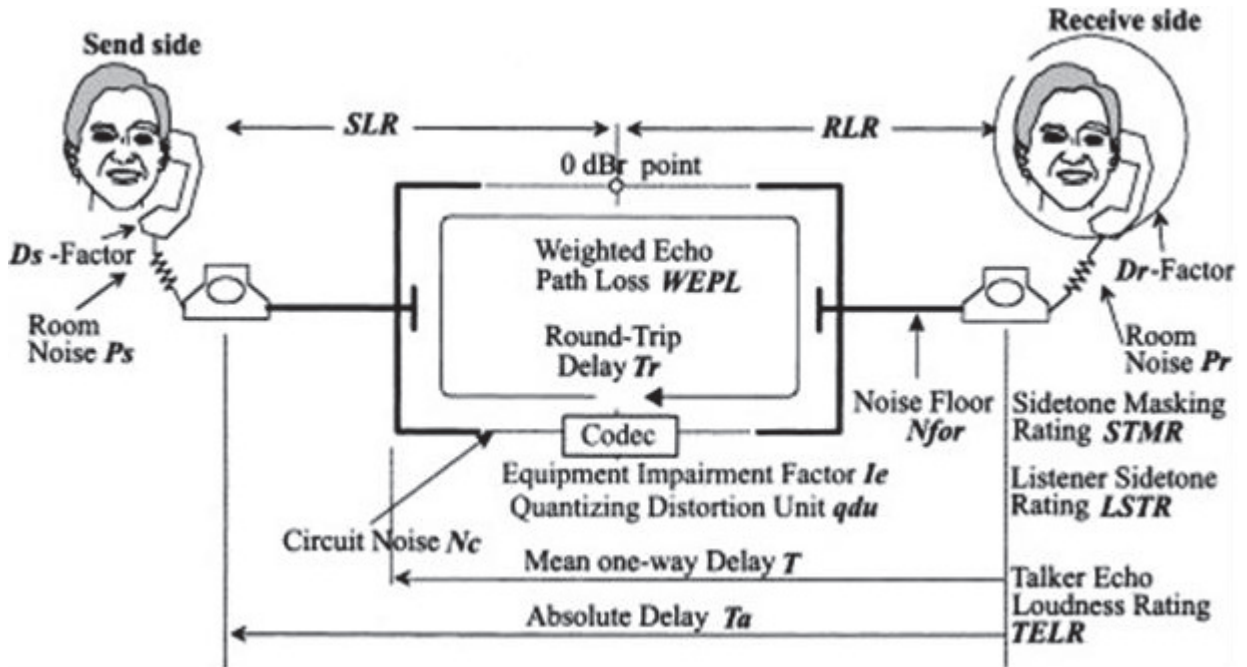 Send side
Receive side
SLR
RLR
0 dBr point
Ds -Factor
Dr-Factor
Weighted Echo
Path Loss WEPL
Room
Noise Ps
Room
Noise Pr
Round-Trip
Delay Tr
Noise Floor
Nfor
Sidetone Masking
Rating STMR
Codec
Equipment Impairment Factor Ie
Quantizing Distortion Unit qdu
Listener Sidetone
Rating LSTR
Circuit Noise Nc
Mean one-way Delay T
Talker Echo
Loudness Rating
TELR
Absolute Delay Ta